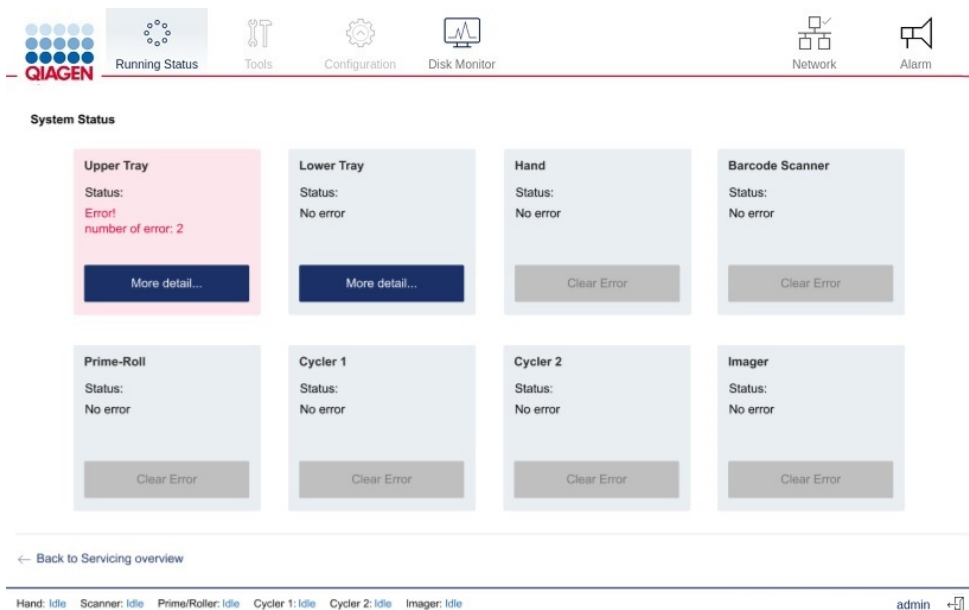 QIAGEN
Running Status
Tools
Configuration
Disk Monitor
Network
Alarm
System Status
Upper Tray
Status:
Error!
number of error: 2
More detail...
Lower Tray
Status:
No error
More detail...
Hand
Status:
No error
Clear Error
Barcode Scanner
Status:
No error
Clear Error
Prime-Roll
Status:
No error
Clear Error
Cycler 1
Status:
No error
Clear Error
Cycler 2
Status:
No error
Clear Error
Imager
Status:
No error
Clear Error
← Back to Servicing overview
Hand: Idle Scanner: Idle Prime/Roller: Idle Cycler 1: Idle Cycler 2: Idle Imager: Idle admin